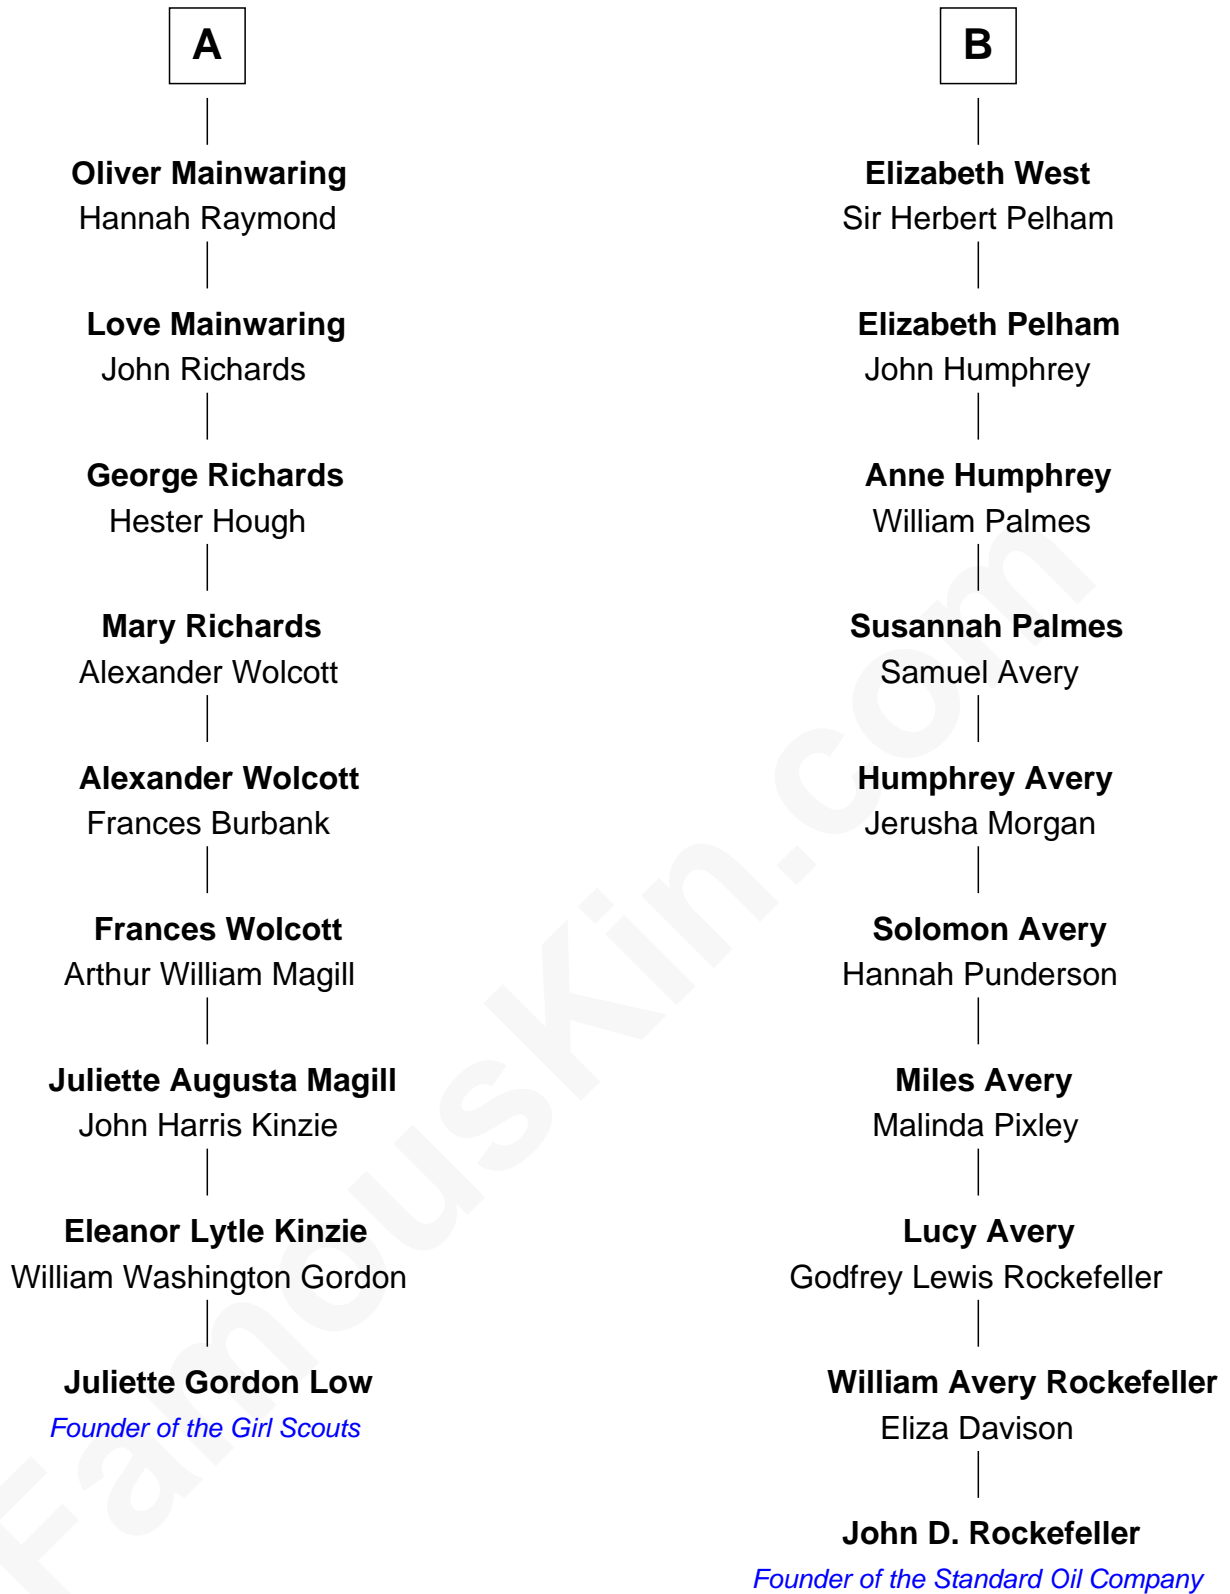 A
Oliver Mainwaring
Hannah Raymond
Love Mainwaring
John Richards
George Richards
Hester Hough
Mary Richards
Alexander Wolcott
Alexander Wolcott
Frances Burbank
Frances Wolcott
Arthur William Magill
Juliette Augusta Magill
John Harris Kinzie
Eleanor Lytle Kinzie
William Washington Gordon
Juliette Gordon Low
Founder of the Girl Scouts
B
Elizabeth West
Sir Herbert Pelham
Elizabeth Pelham
John Humphrey
Anne Humphrey
William Palmes
Susannah Palmes
Samuel Avery
Humphrey Avery
Jerusha Morgan
Solomon Avery
Hannah Punderson
Miles Avery
Malinda Pixley
Lucy Avery
Godfrey Lewis Rockefeller
William Avery Rockefeller
Eliza Davison
John D. Rockefeller
Founder of the Standard Oil Company
FamousKin.com